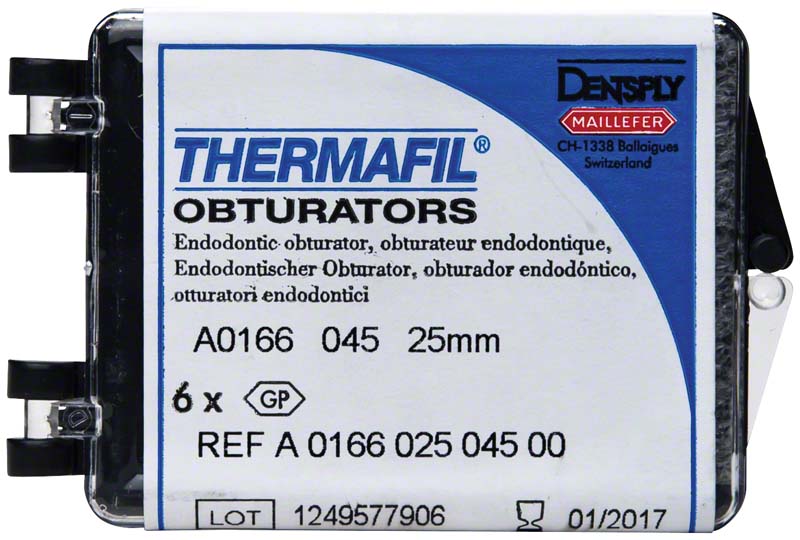 DENTSPLY
MAILLEFER
CH-1338 Ballaigues
Switzerland
THERMAFIL®
OBTURATORS
Endodontic obturator, obturateur endodontique,
Endodontischer Obturator, obturador endodóntico,
otturatori endodontici
A0166 045 25mm
6 x GP
REF A 0166 025 045 00
LOT 1249577906 01/2017